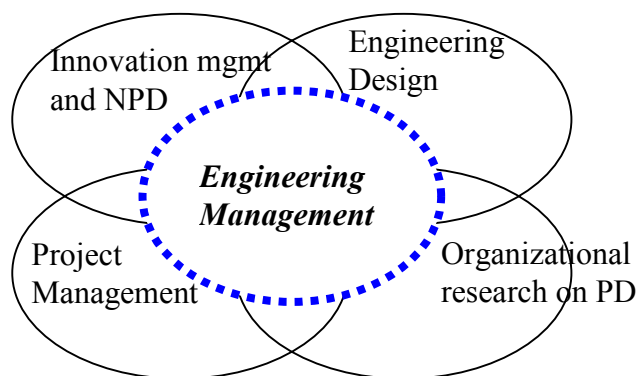 Innovation mgmt
and NPD
Engineering
Design
Engineering
Management
Project
Management
Organizational
research on PD